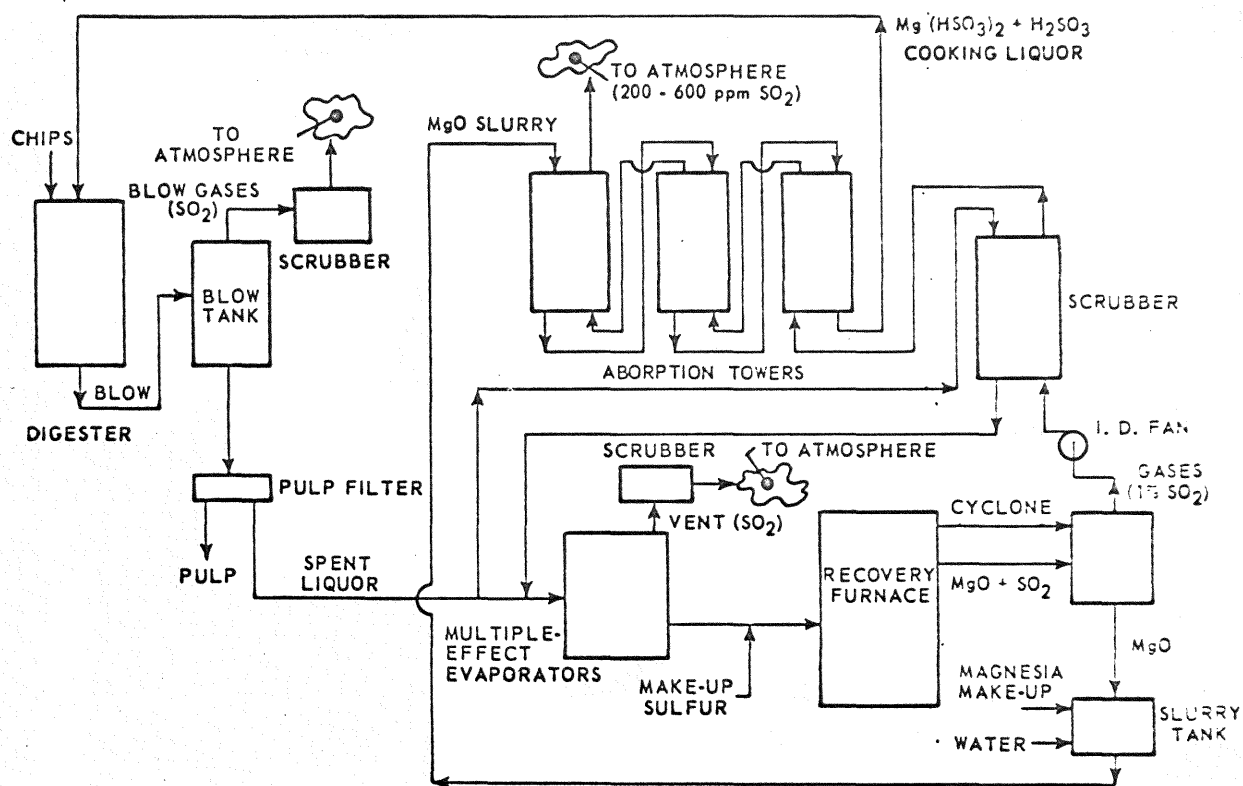 Mg (HSO3)2 + H2SO3
COOKING LIQUOR
TO ATMOSPHERE
(200 - 600 ppm SO2)
CHIPS
TO
ATMOSPHERE
MgO SLURRY
BLOW GASES
(SO2)
SCRUBBER
BLOW
TANK
SCRUBBER
ABORPTION TOWERS
BLOW
DIGESTER
I. D. FAN
SCRUBBER
TO ATMOSPHERE
GASES
(1% SO2)
PULP FILTER
VENT (SO2)
CYCLONE
PULP
SPENT
LIQUOR
RECOVERY
FURNACE
MgO + SO2
MULTIPLE-
EFFECT
EVAPORATORS
MgO
MAKE-UP
SULFUR
MAGNESIA
MAKE-UP
SLURRY
TANK
WATER